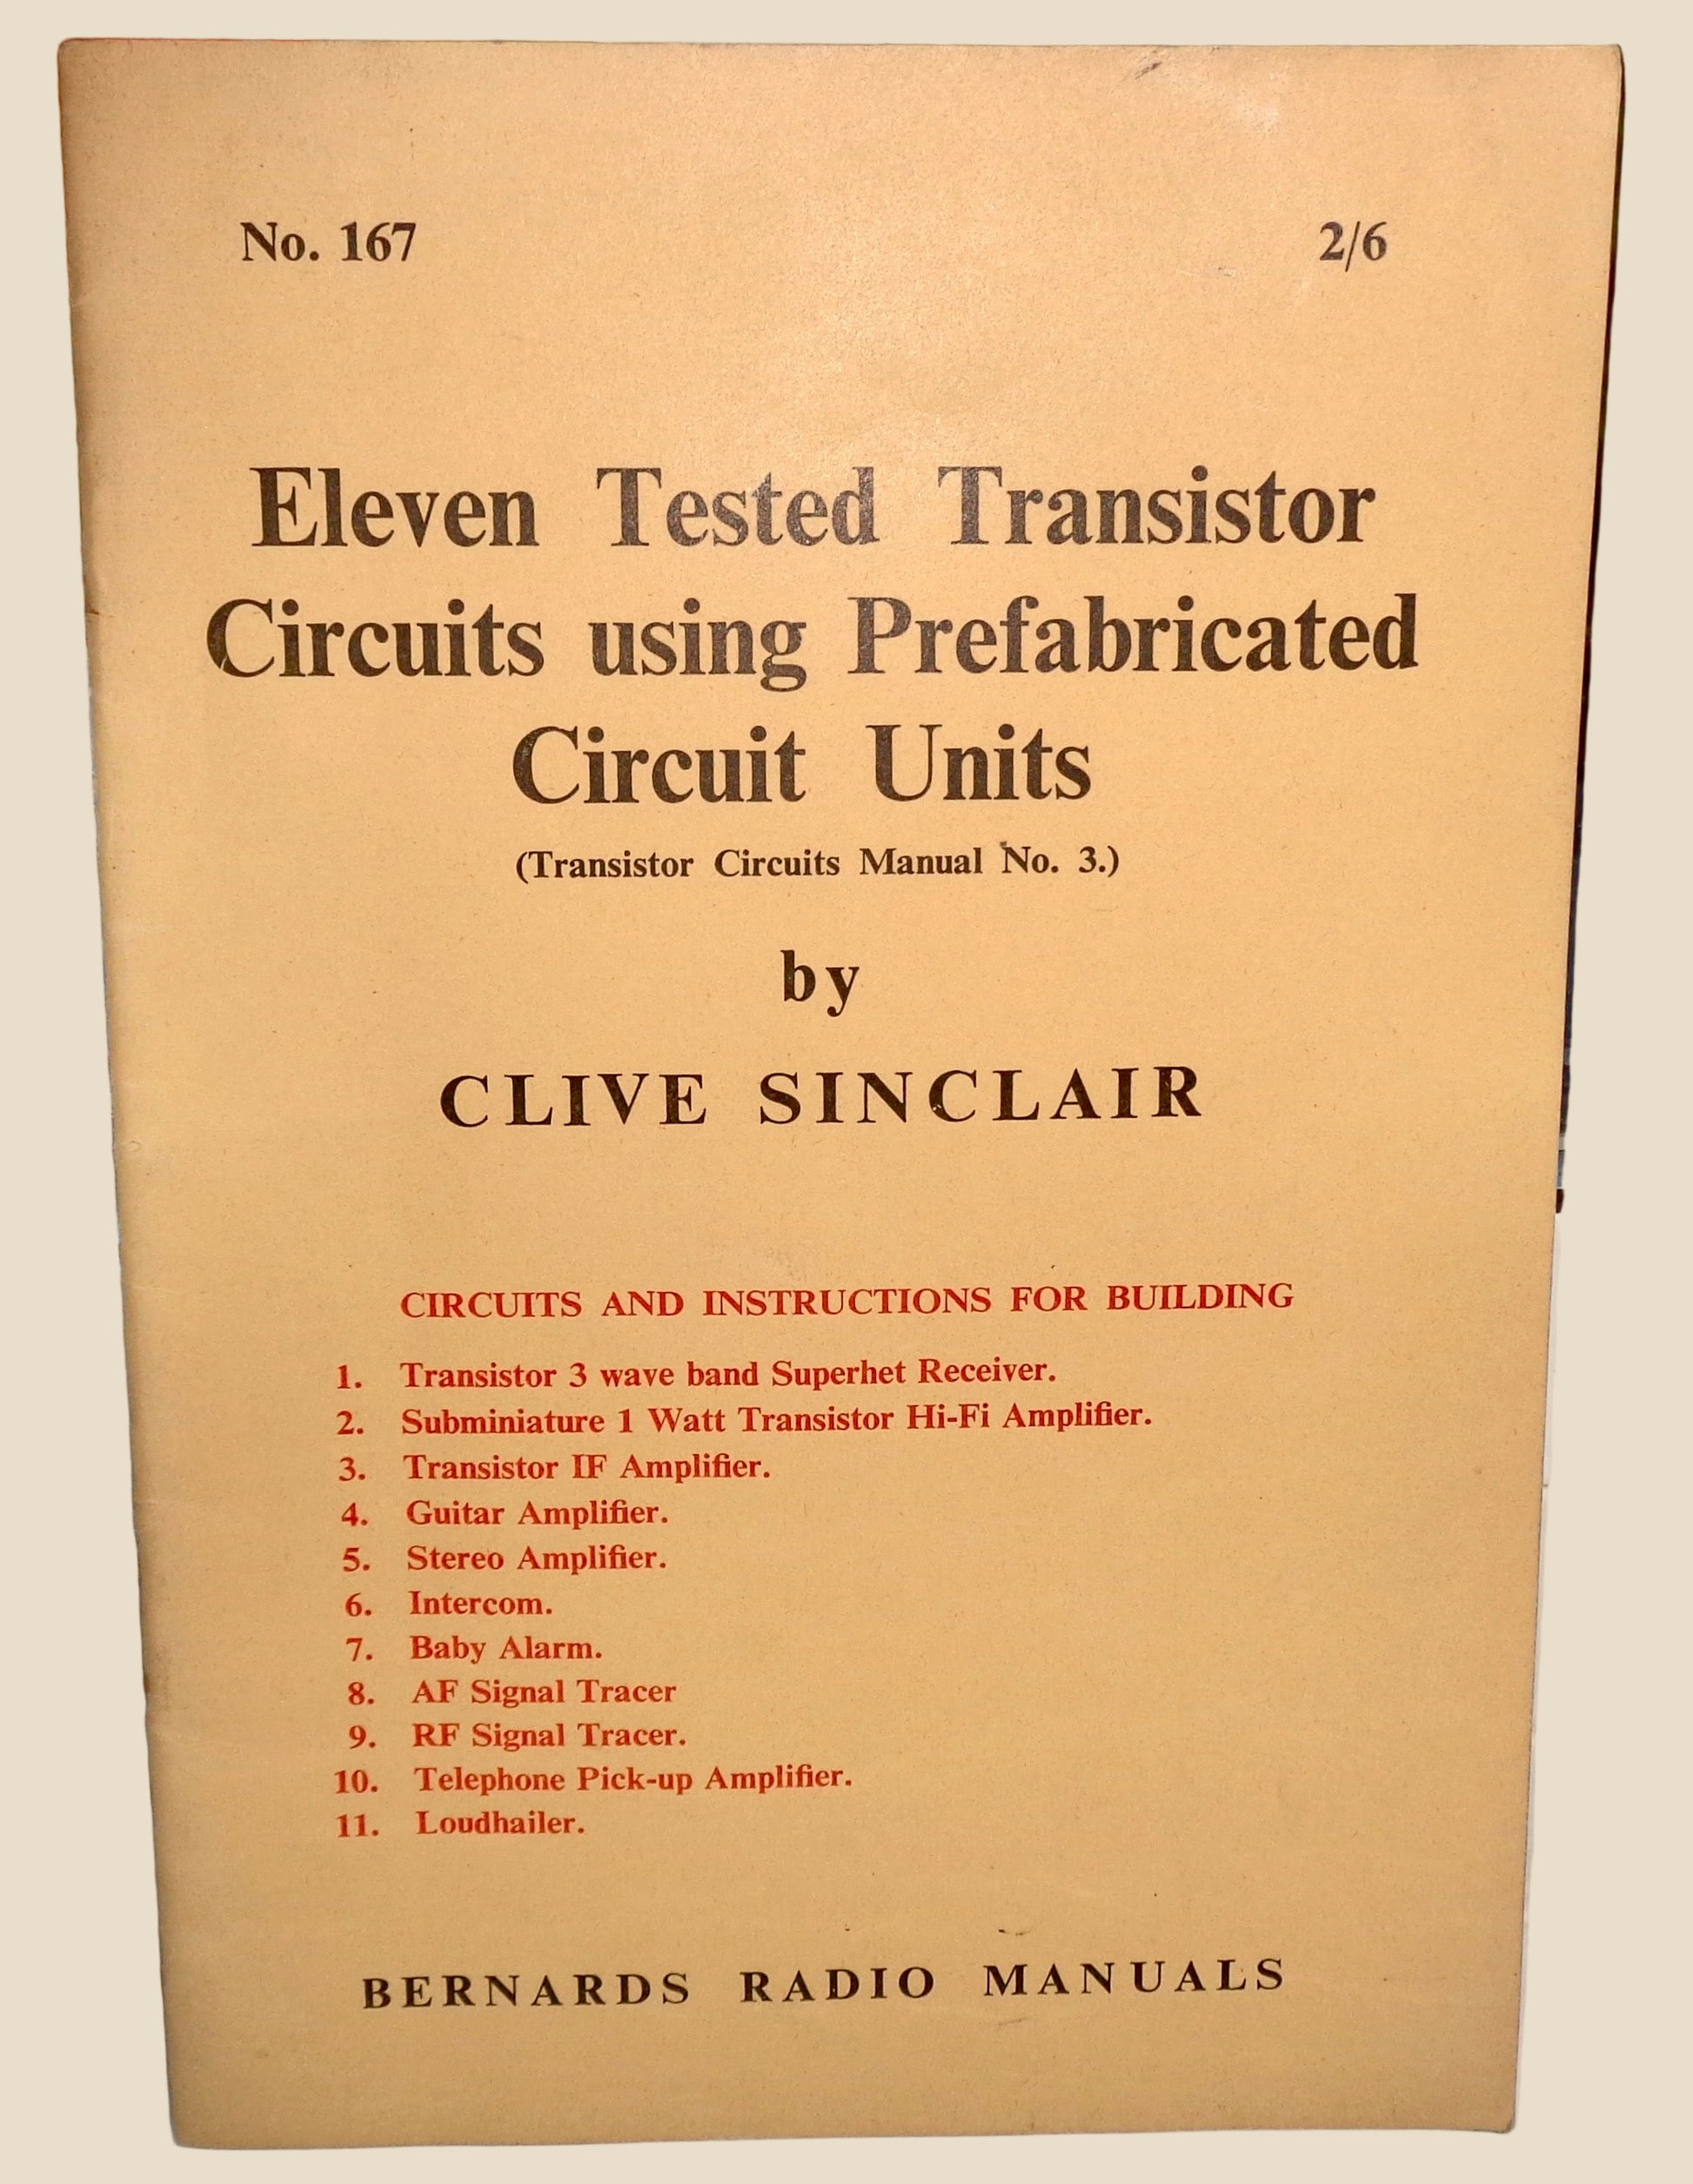 No. 167 2/6
Eleven Tested Transistor
Circuits using Prefabricated
Circuit Units
(Transistor Circuits Manual No. 3.)
by
CLIVE SINCLAIR
CIRCUITS AND INSTRUCTIONS FOR BUILDING
1. Transistor 3 wave band Superhet Receiver.
2. Subminiature 1 Watt Transistor Hi-Fi Amplifier.
3. Transistor IF Amplifier.
4. Guitar Amplifier.
5. Stereo Amplifier.
6. Intercom.
7. Baby Alarm.
8. AF Signal Tracer
9. RF Signal Tracer.
10. Telephone Pick-up Amplifier.
11. Loudhailer.
BERNARDS RADIO MANUALS